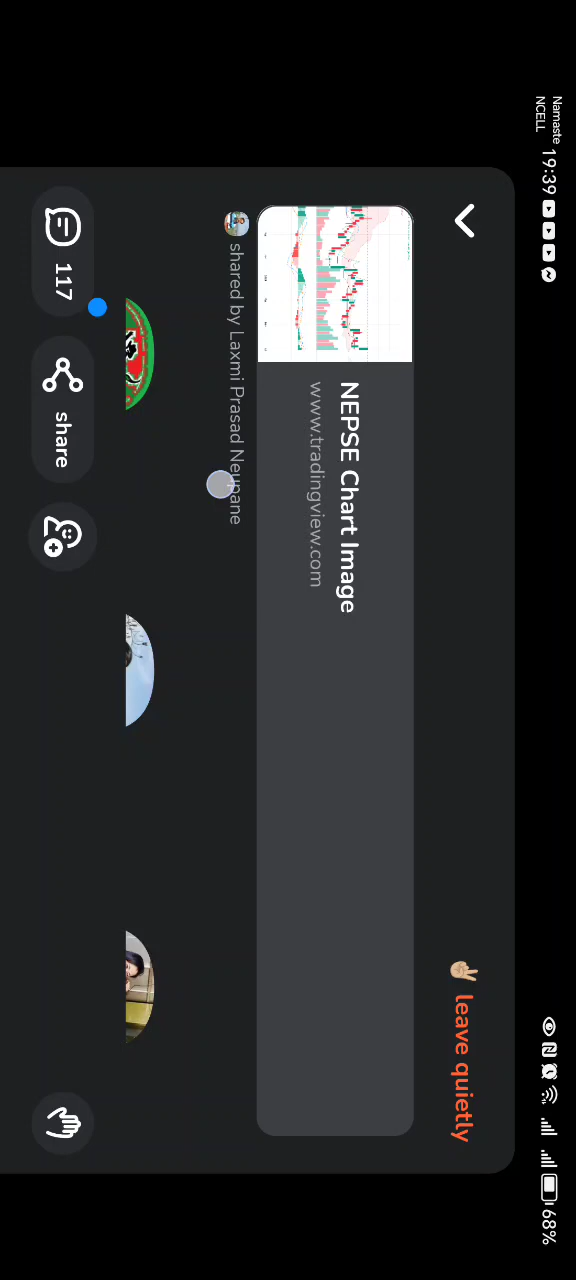 Namaste
NCELL
19:39
68%
leave quietly
NEPSE Chart Image
www.tradingview.com
shared by Laxmi Prasad Neupane
117
share